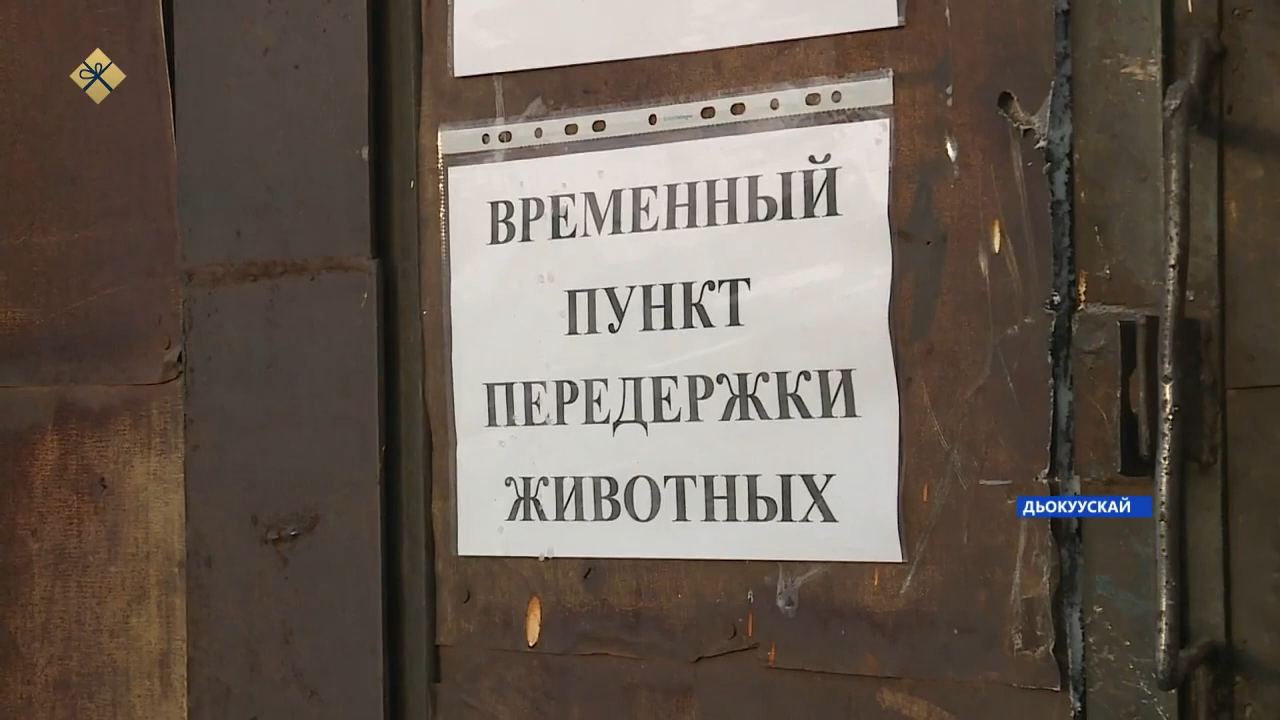 ВРЕМЕННЫЙ
ПУНКТ
ПЕРЕДЕРЖКИ
ЖИВОТНЫХ
ДЬОКУУСКАЙ